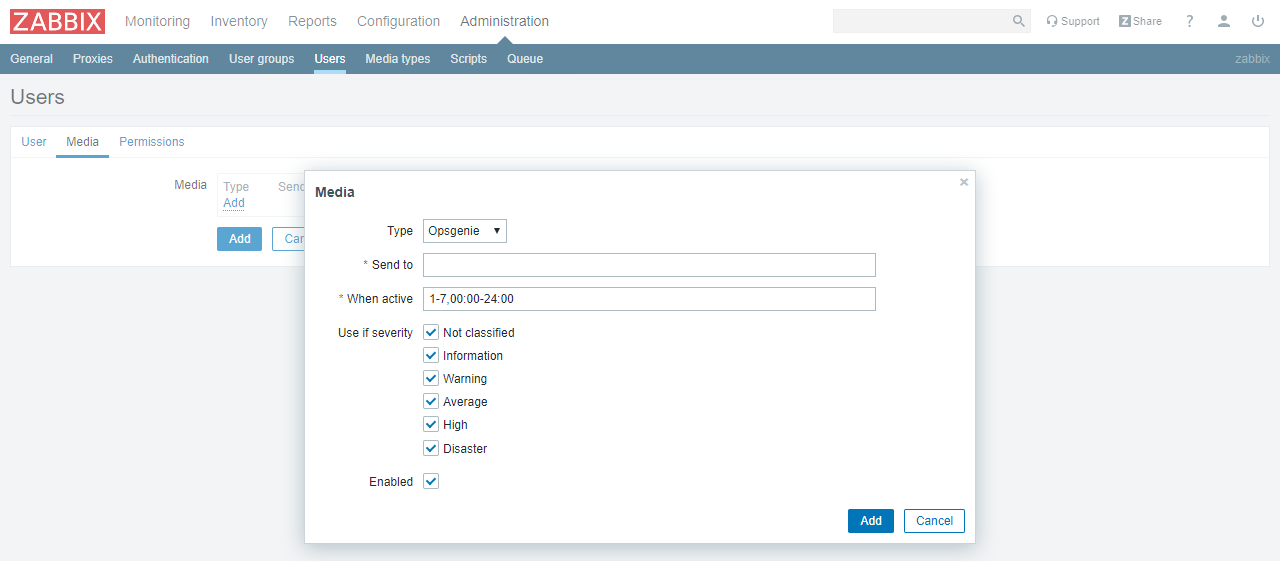 ZABBIX Monitoring Inventory Reports Configuration Administration Support Z Share ?
General Proxies Authentication User groups Users Media types Scripts Queue zabbix
Users
User Media Permissions
Media Type Send
Add
Add Can
Media ×
Type Opsgenie ▼
* Send to
* When active 1-7,00:00-24:00
Use if severity Not classified
Information
Warning
Average
High
Disaster
Enabled
Add Cancel